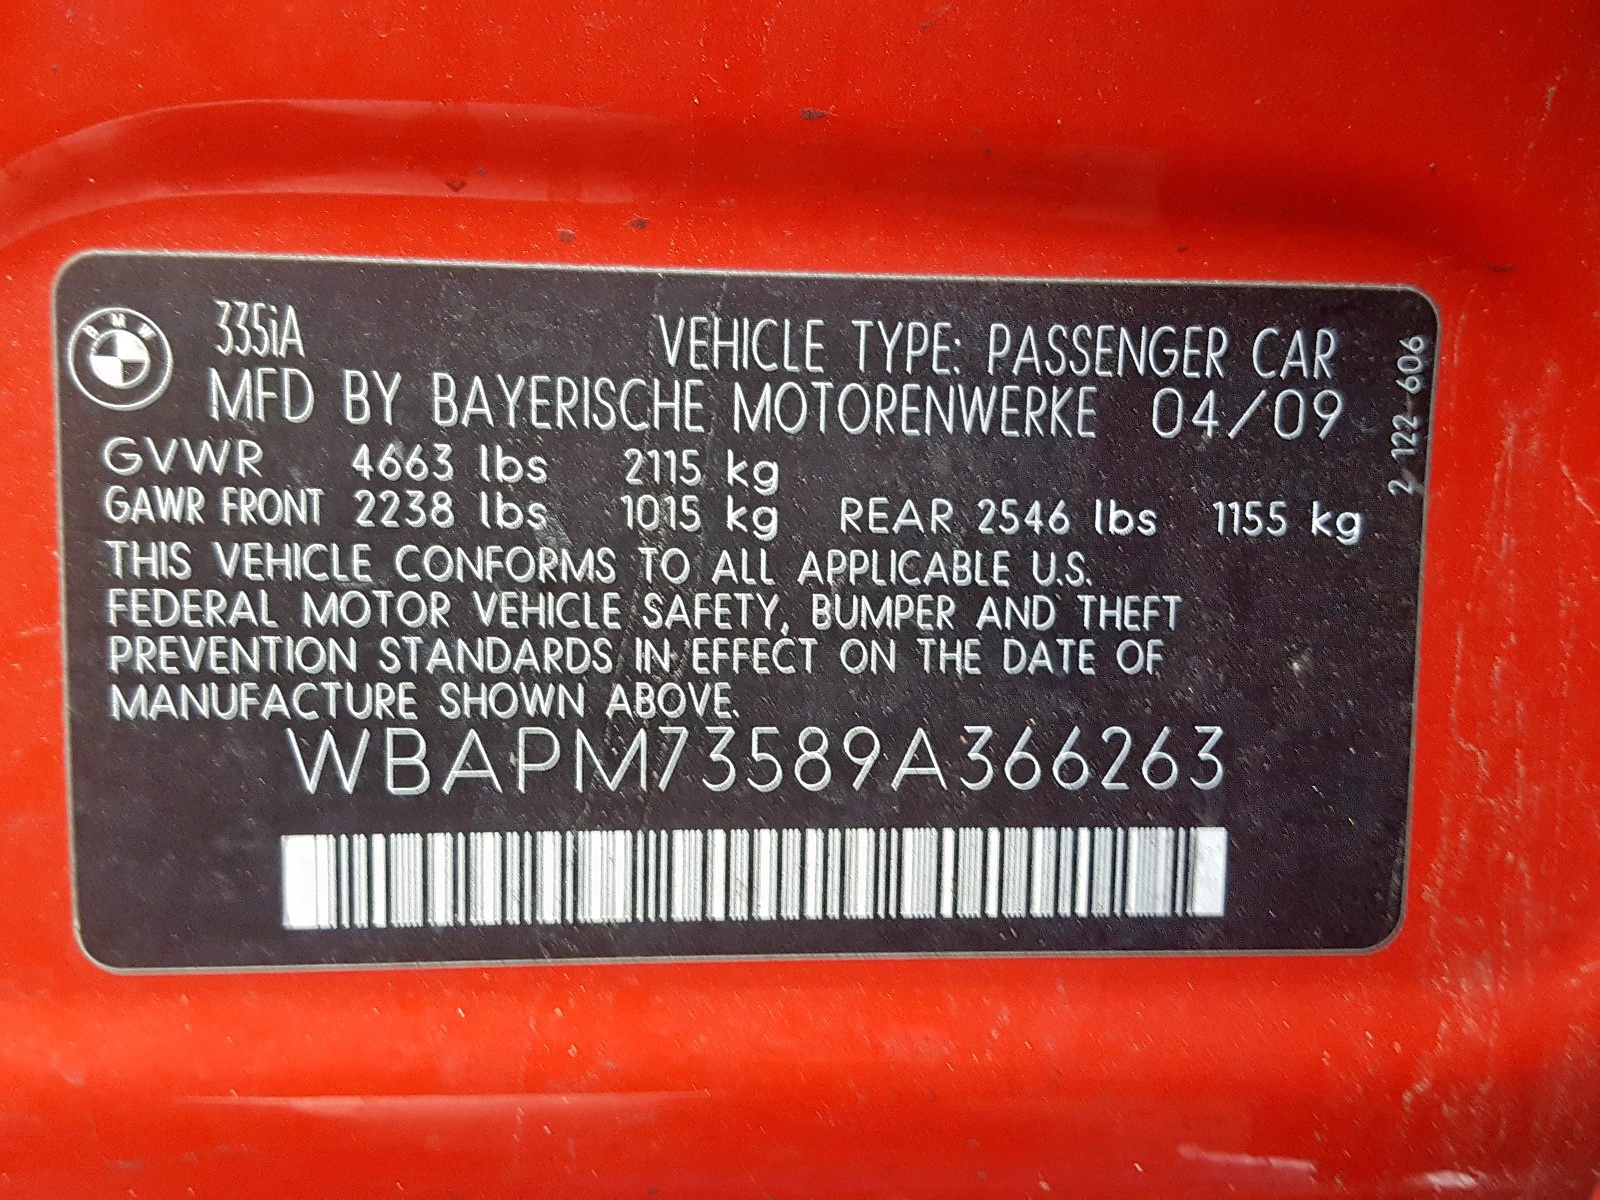 BMW
335iA
VEHICLE TYPE: PASSENGER CAR
MFD BY BAYERISCHE MOTORENWERKE 04/09
GVWR 4663 lbs 2115 kg
GAWR FRONT 2238 lbs 1015 kg REAR 2546 lbs 1155 kg
THIS VEHICLE CONFORMS TO ALL APPLICABLE U.S.
FEDERAL MOTOR VEHICLE SAFETY, BUMPER AND THEFT
PREVENTION STANDARDS IN EFFECT ON THE DATE OF
MANUFACTURE SHOWN ABOVE.
WBAPM73589A366263
2 122 606